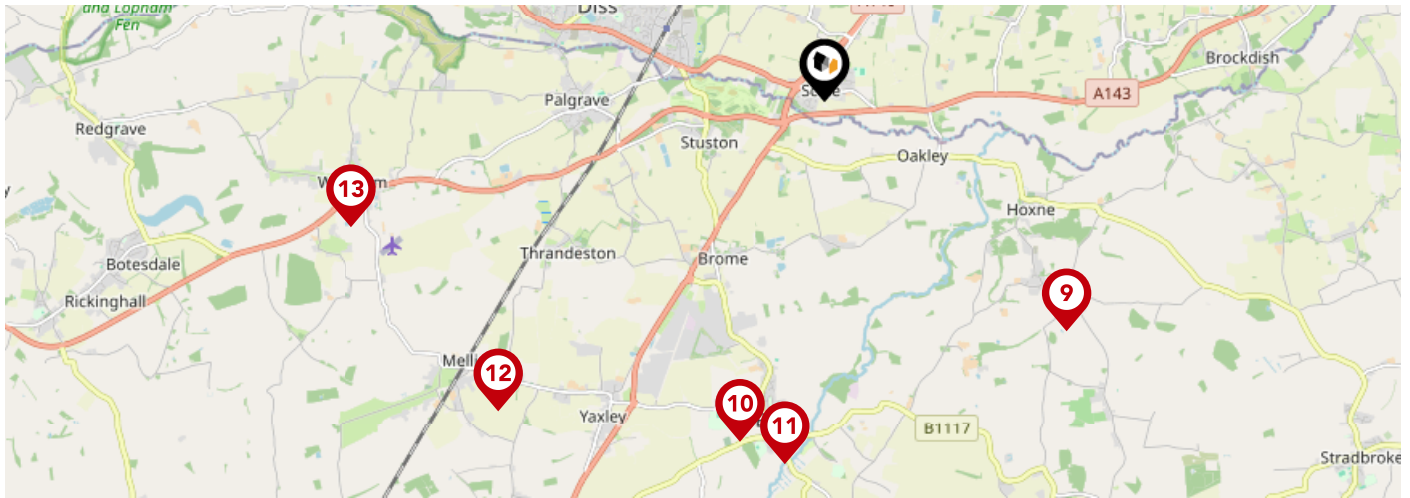 and Lopham
Fen
Diss
Brockdish
A143
Palgrave
Redgrave
Stuston
Oakley
13
Hoxne
Thrandeston
Brome
Botesdale
Rickinghall
9
12
10
11
Yaxley
B1117
Stradbroke